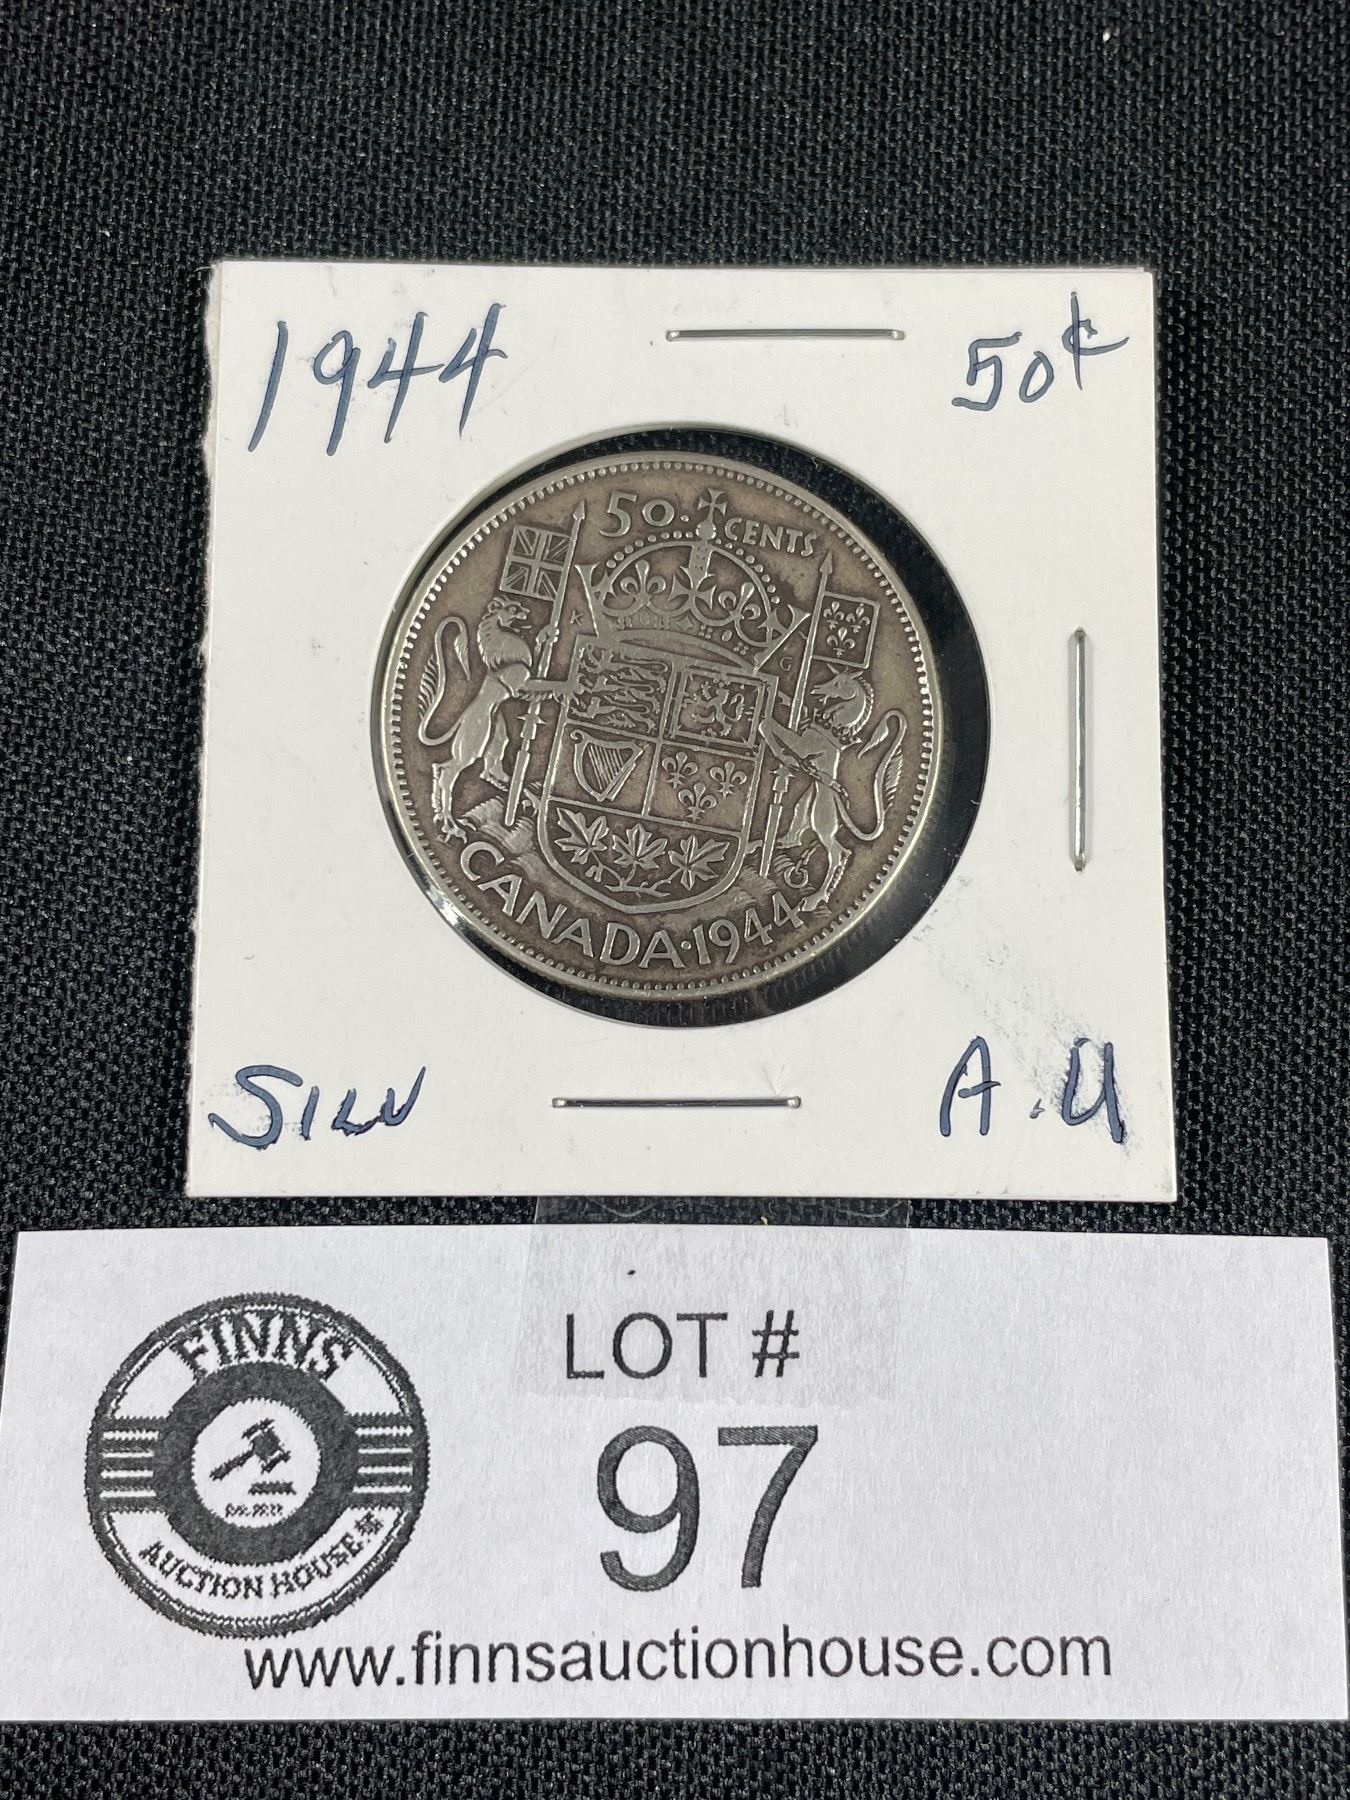 1944
50¢
50. CENTS
K G
CANADA·1944
SILV
A.U
LOT #
97
FINNS
AUCTION HOUSE
www.finnsauctionhouse.com